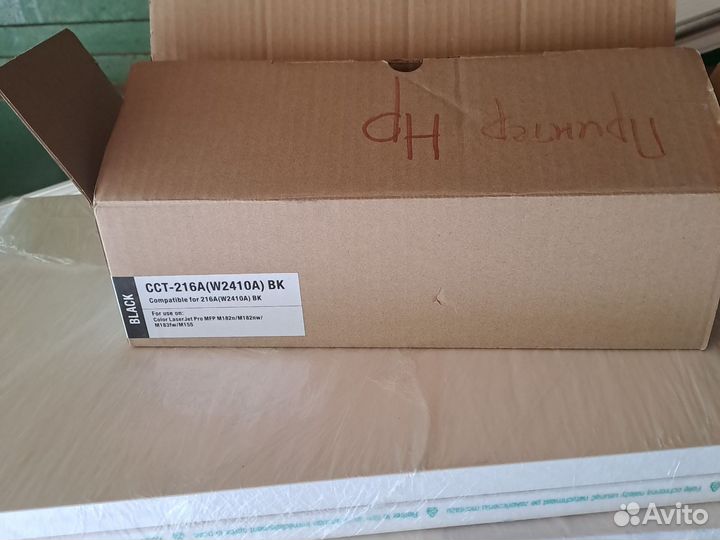 Принтер HP
BLACK
CCT-216A(W2410A) BK
Compatible for 216A(W2410A) BK
For use on:
Color LaserJet Pro MFP M182n/M182nw/
M183fw/M155
Avito